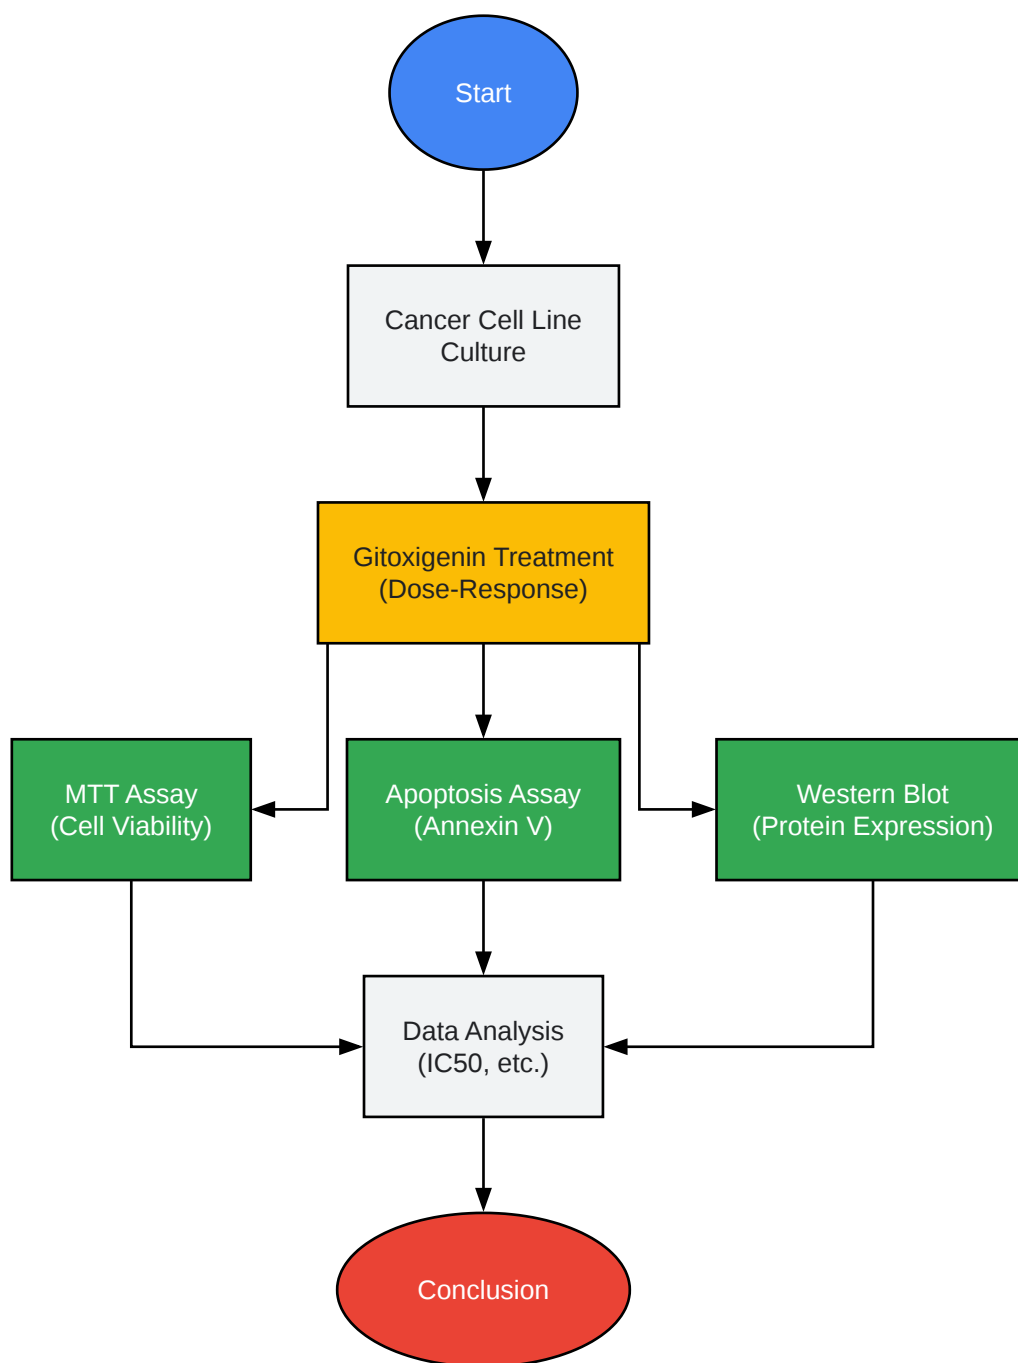 Start
Cancer Cell Line
Culture
Gitoxigenin Treatment
(Dose-Response)
MTT Assay
(Cell Viability)
Apoptosis Assay
(Annexin V)
Western Blot
(Protein Expression)
Data Analysis
(IC50, etc.)
Conclusion